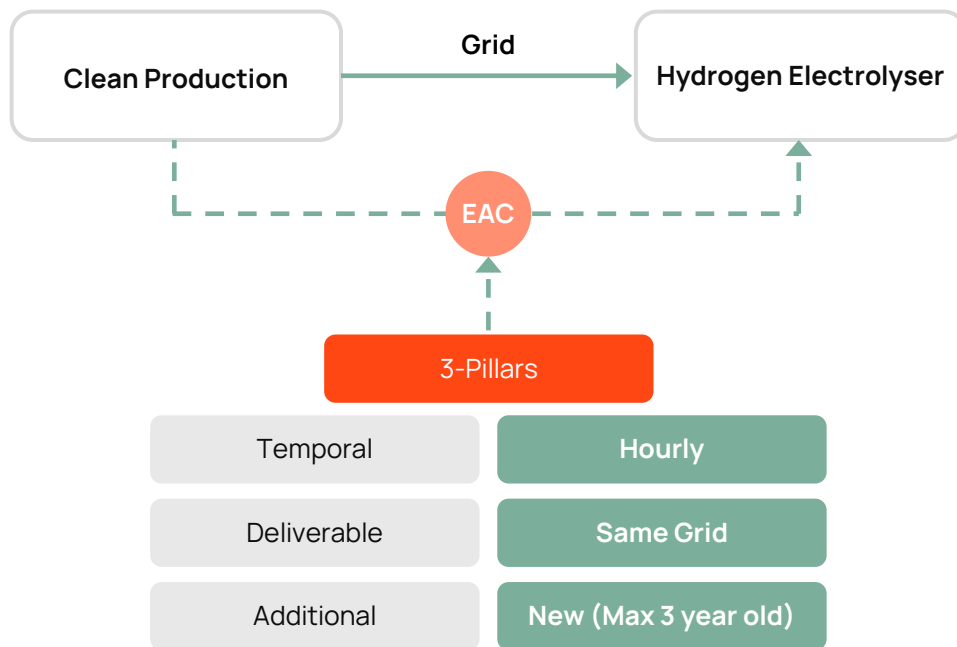 Grid
Clean Production
Hydrogen Electrolyser
EAC
3-Pillars
Temporal
Hourly
Deliverable
Same Grid
Additional
New (Max 3 year old)